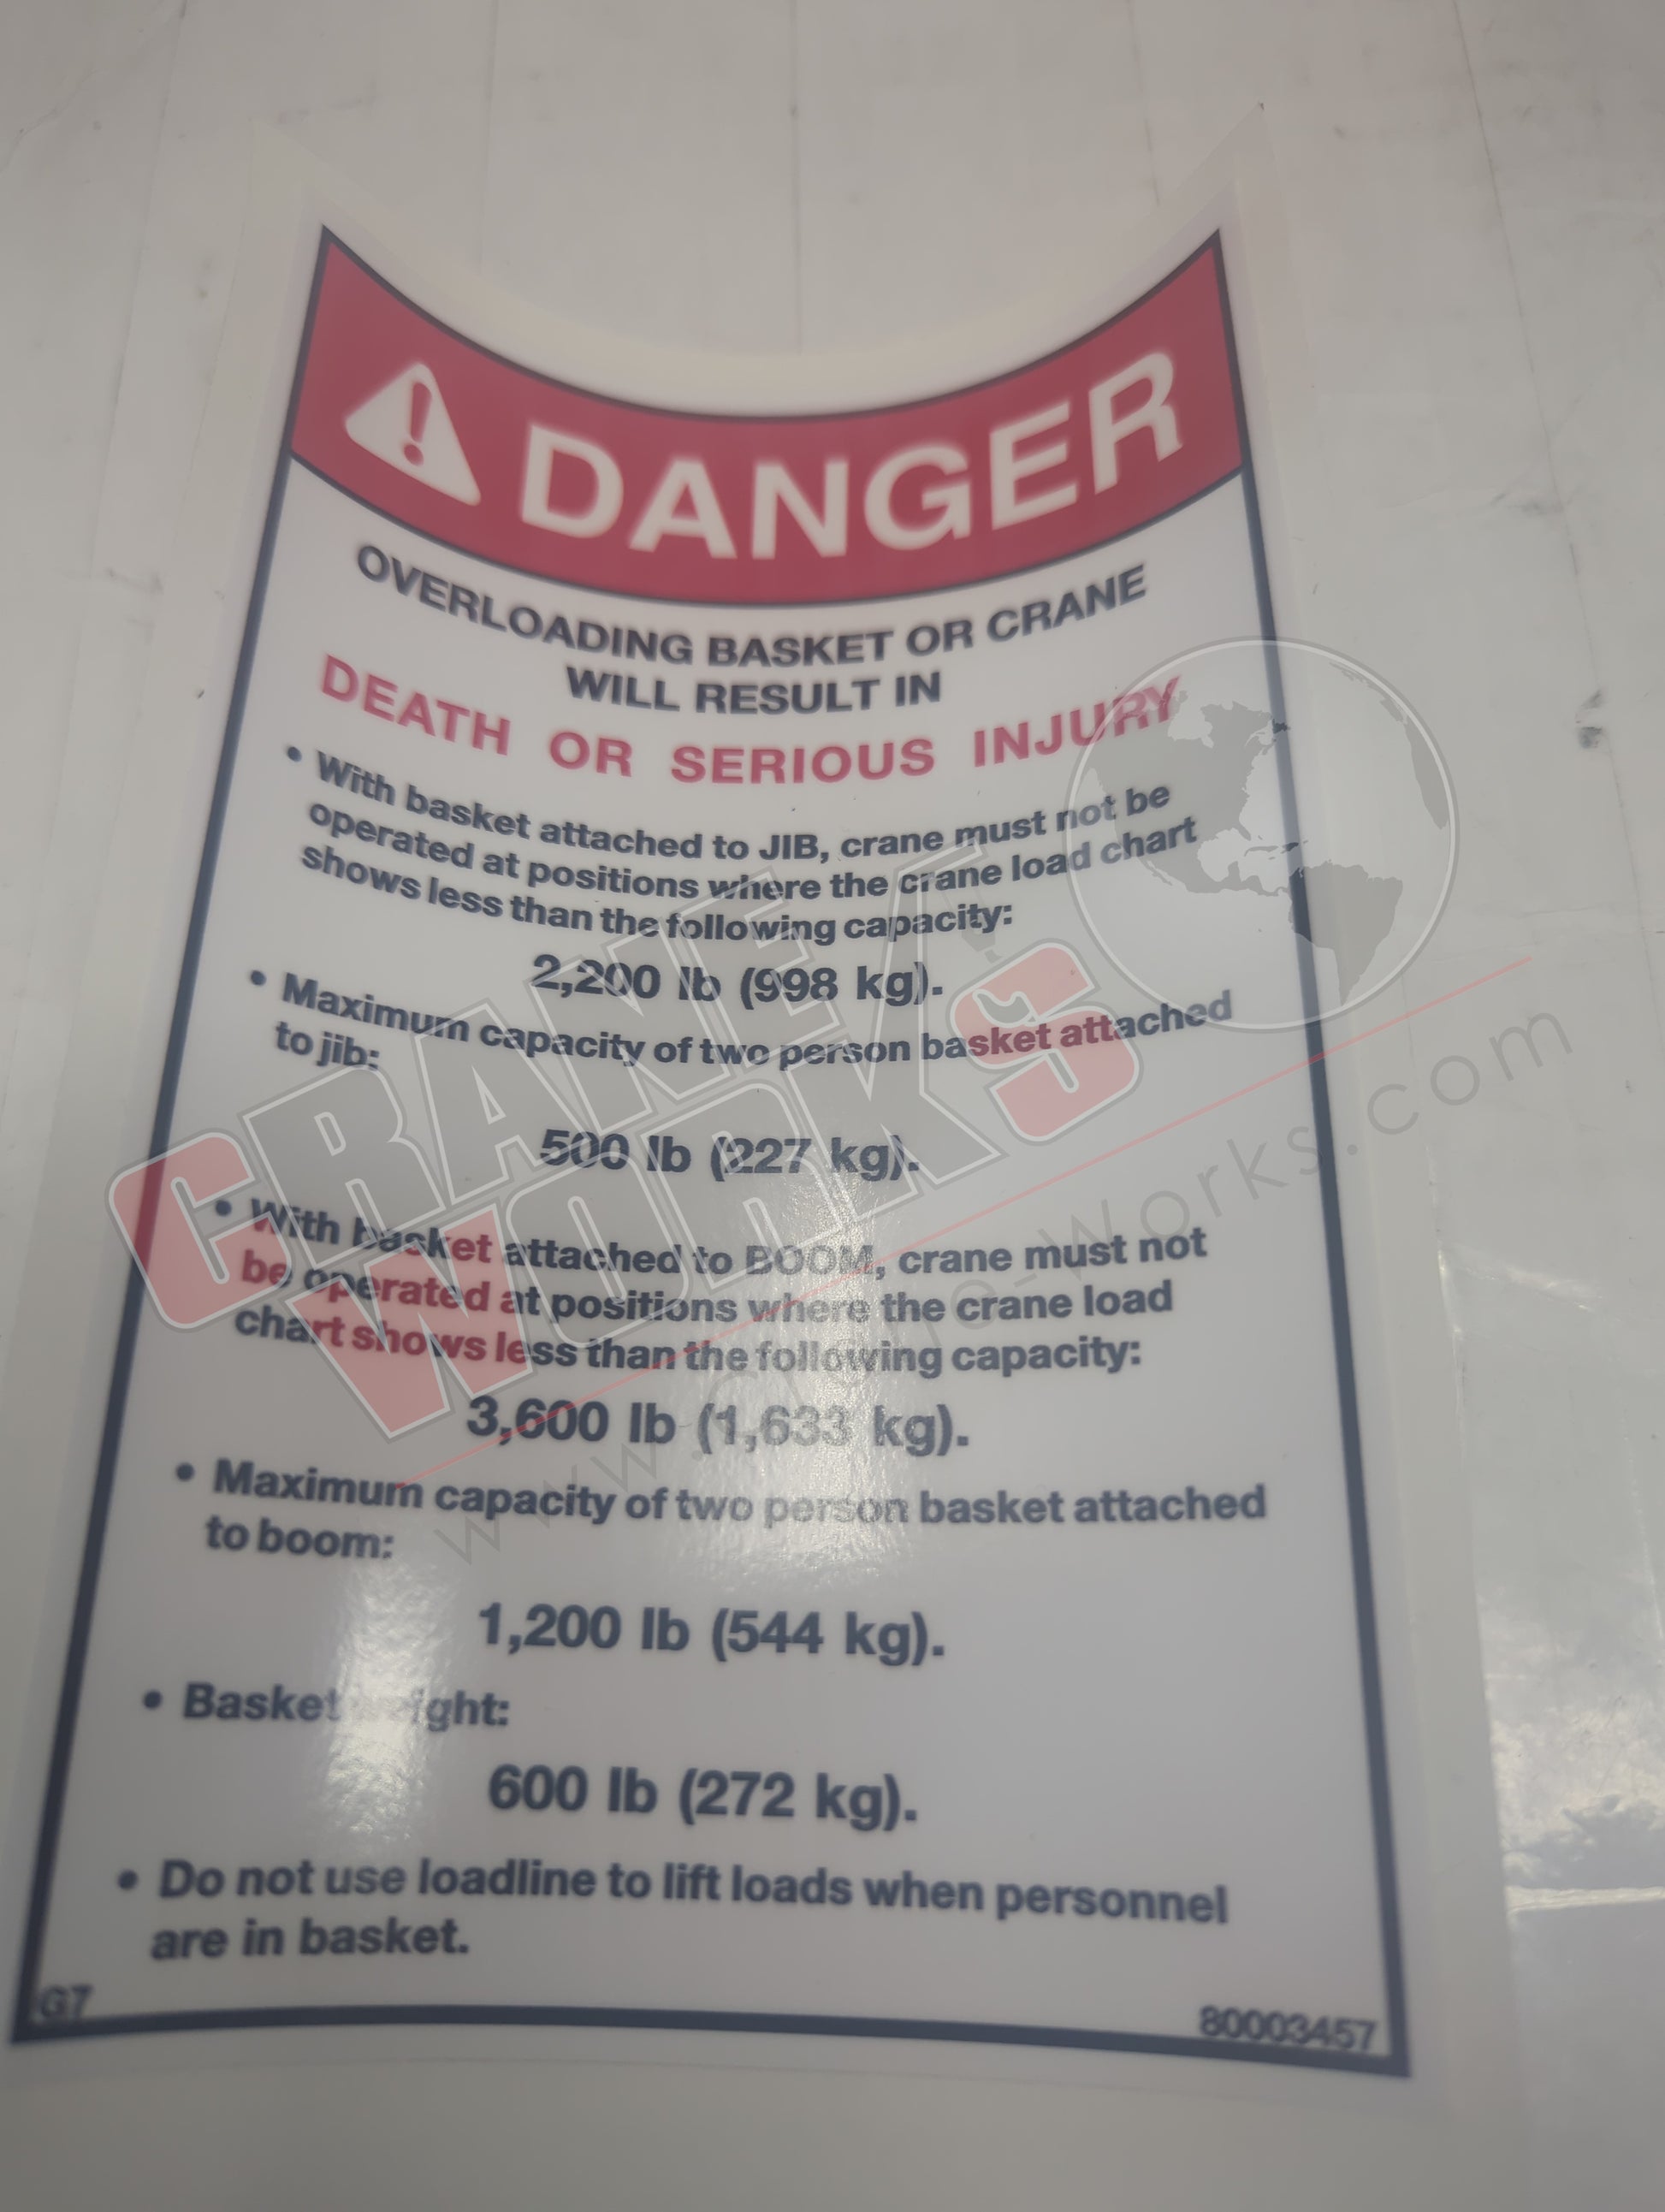 DANGER
OVERLOADING BASKET OR CRANE
WILL RESULT IN
DEATH OR SERIOUS INJURY
• With basket attached to JIB, crane must not be
operated at positions where the crane load chart
shows less than the following capacity:
2,200 lb (998 kg).
• Maximum capacity of two person basket attached
to jib:
500 lb (227 kg).
• With basket attached to BOOM, crane must not
be operated at positions where the crane load
chart shows less than the following capacity:
3,600 lb (1,633 kg).
• Maximum capacity of two person basket attached
to boom:
1,200 lb (544 kg).
• Basket weight:
600 lb (272 kg).
• Do not use loadline to lift loads when personnel
are in basket.
G7
80003457
CRANE
WORKS
www.crane-works.com